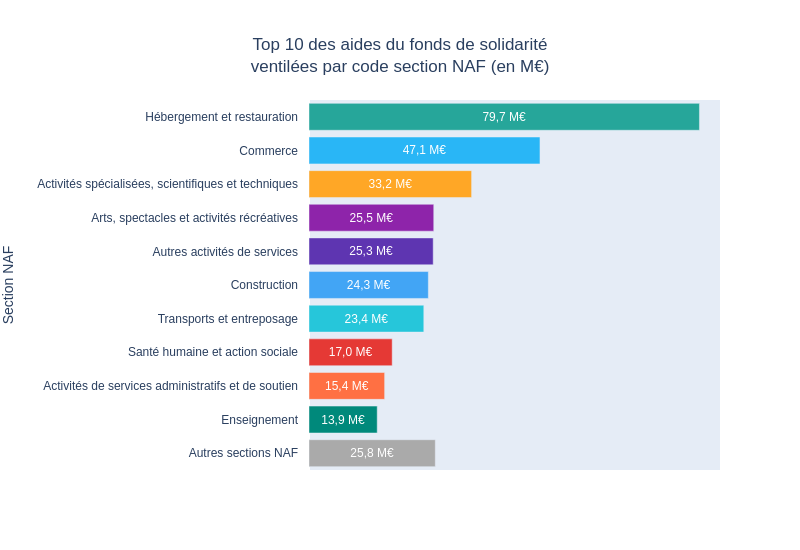 Top 10 des aides du fonds de solidarité
ventilées par code section NAF (en M€)
Section NAF
Hébergement et restauration 79,7 M€
Commerce 47,1 M€
Activités spécialisées, scientifiques et techniques 33,2 M€
Arts, spectacles et activités récréatives 25,5 M€
Autres activités de services 25,3 M€
Construction 24,3 M€
Transports et entreposage 23,4 M€
Santé humaine et action sociale 17,0 M€
Activités de services administratifs et de soutien 15,4 M€
Enseignement 13,9 M€
Autres sections NAF 25,8 M€